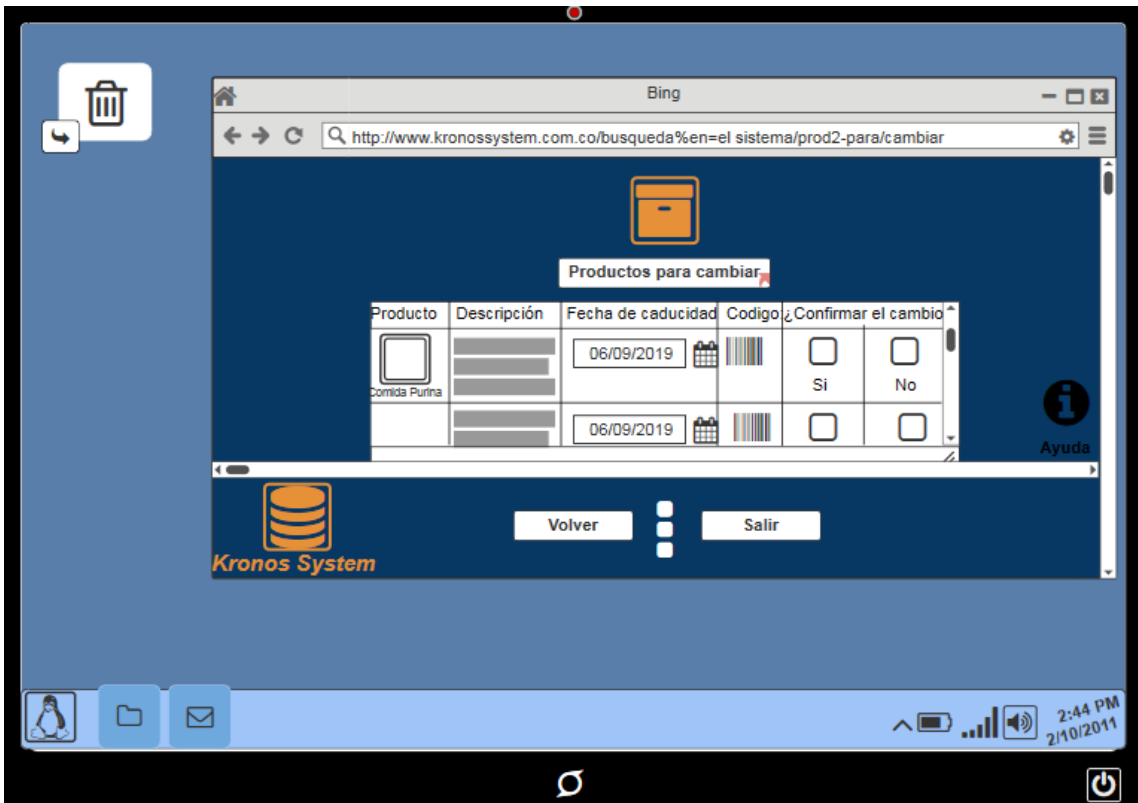 Bing
http://www.kronossystem.com.co/busqueda%en=el sistema/prod2-para/cambiar
Productos para cambiar
Producto Descripción Fecha de caducidad Codigo ¿Confirmar el cambio
06/09/2019
Si No
Comida Purina
06/09/2019
Ayuda
Volver Salir
Kronos System
2:44 PM
2/10/2011